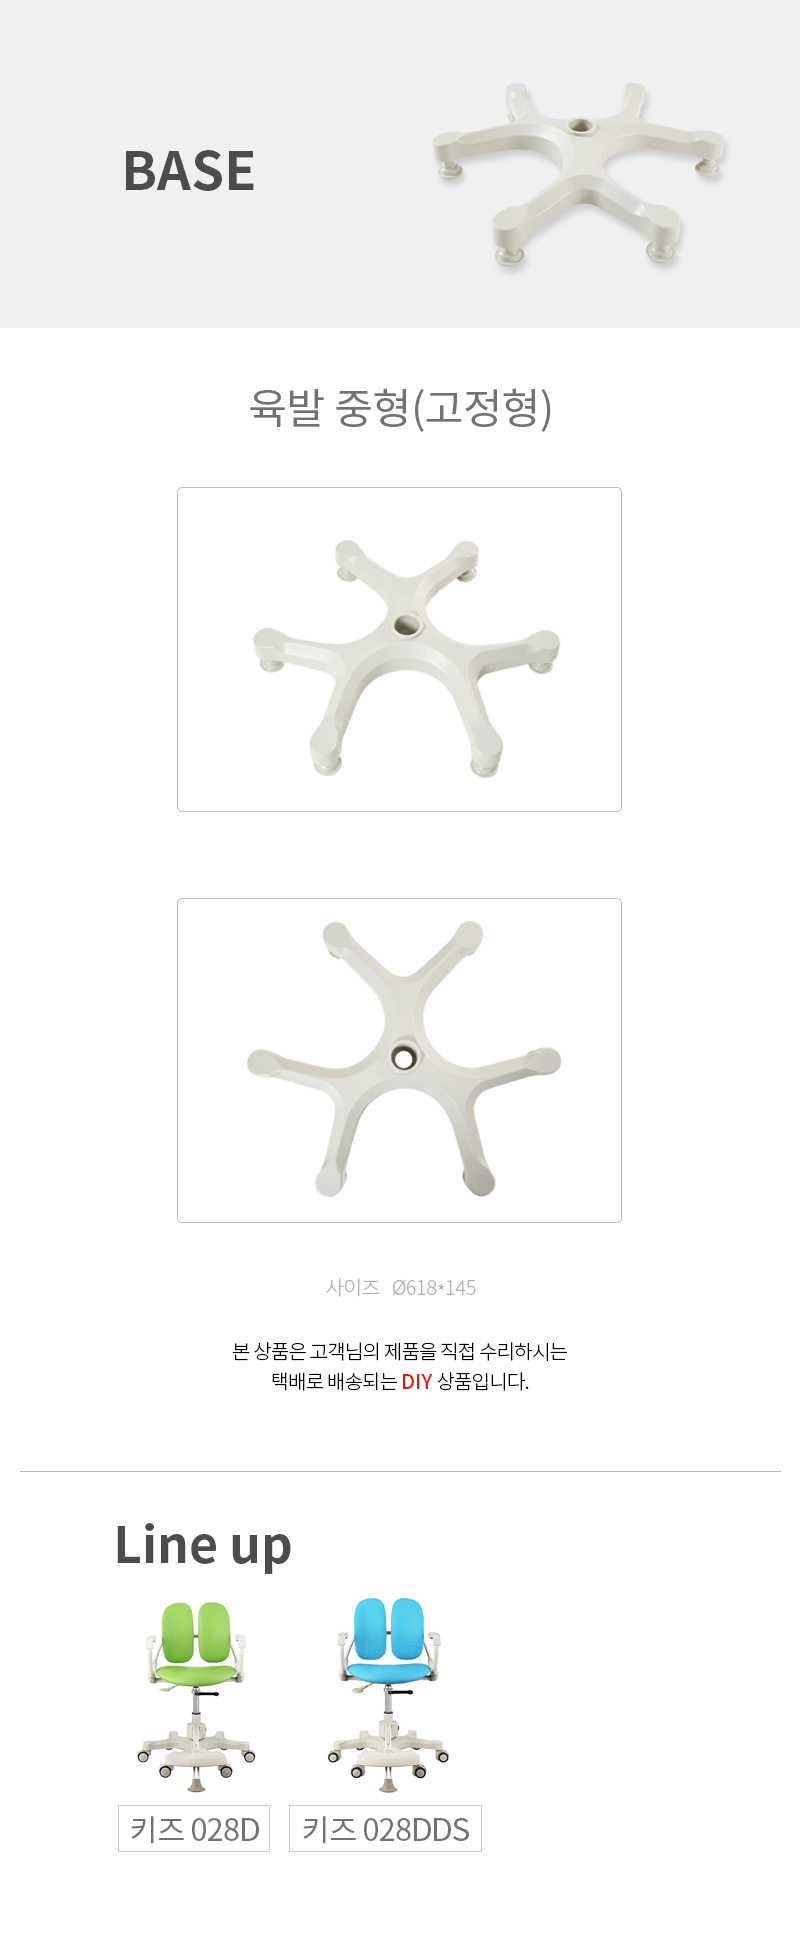 BASE
육발 중형(고정형)
사이즈 Ø618*145
본 상품은 고객님의 제품을 직접 수리하시는
택배로 배송되는 DIY 상품입니다.
Line up
키즈 028D
키즈 028DDS